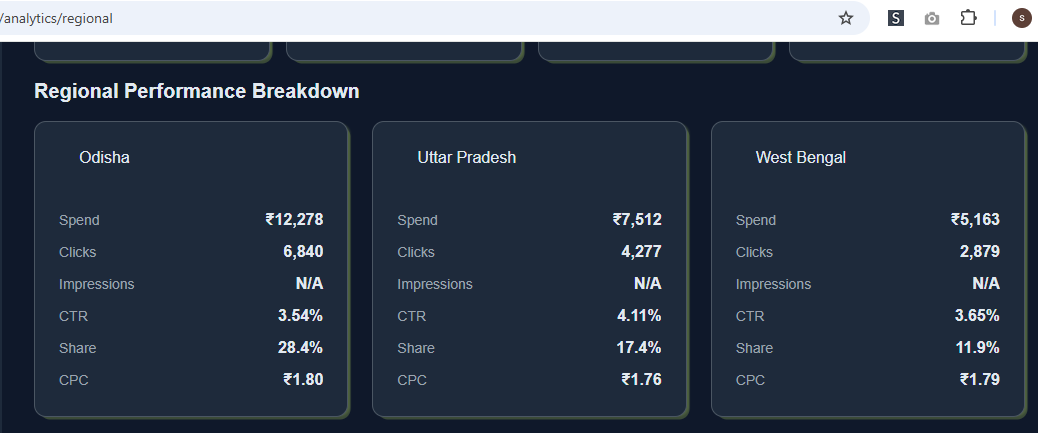 /analytics/regional
S
s
Regional Performance Breakdown
Odisha
Spend ₹12,278
Clicks 6,840
Impressions N/A
CTR 3.54%
Share 28.4%
CPC ₹1.80
Uttar Pradesh
Spend ₹7,512
Clicks 4,277
Impressions N/A
CTR 4.11%
Share 17.4%
CPC ₹1.76
West Bengal
Spend ₹5,163
Clicks 2,879
Impressions N/A
CTR 3.65%
Share 11.9%
CPC ₹1.79